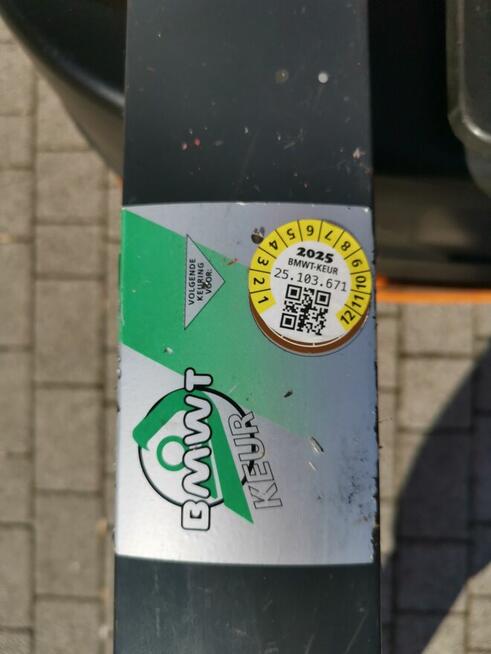 VOLGENDE
KEURING
VOOR:
1 2 3 4 5 6 7 8 9 10 11 12
2025
BMWT-KEUR
25.103.671
BMWT
KEUR